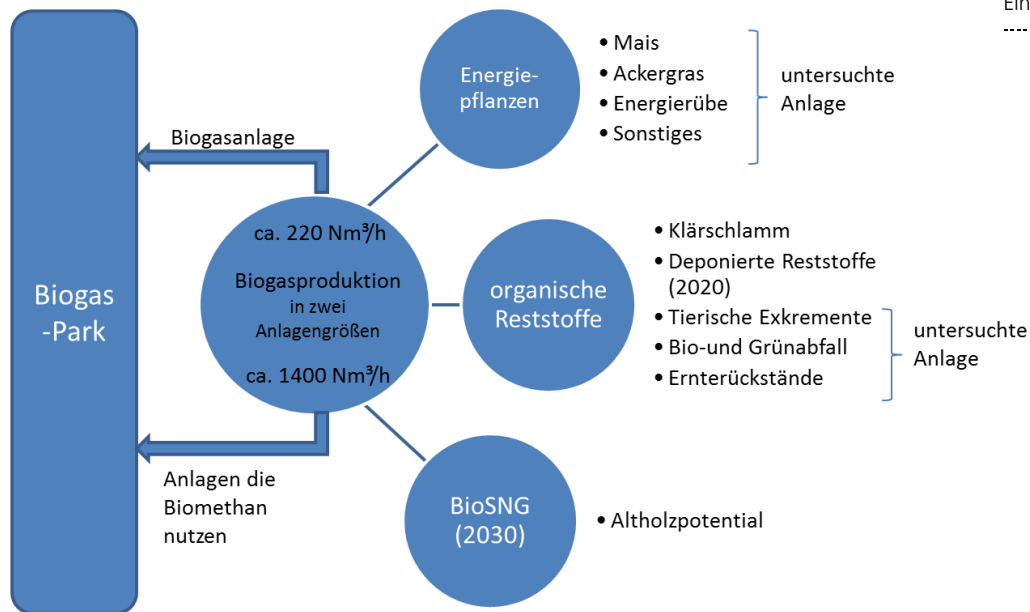 Ein
Energie-
pflanzen
• Mais
• Ackergras
• Energierübe
• Sonstiges
untersuchte
Anlage
Biogasanlage
ca. 220 Nm³/h
Biogasproduktion
in zwei
Anlagengrößen
ca. 1400 Nm³/h
Biogas
-Park
organische
Reststoffe
• Klärschlamm
• Deponierte Reststoffe
(2020)
• Tierische Exkremente
• Bio-und Grünabfall
• Ernterückstände
untersuchte
Anlage
Anlagen die
Biomethan
nutzen
BioSNG
(2030)
• Altholzpotential